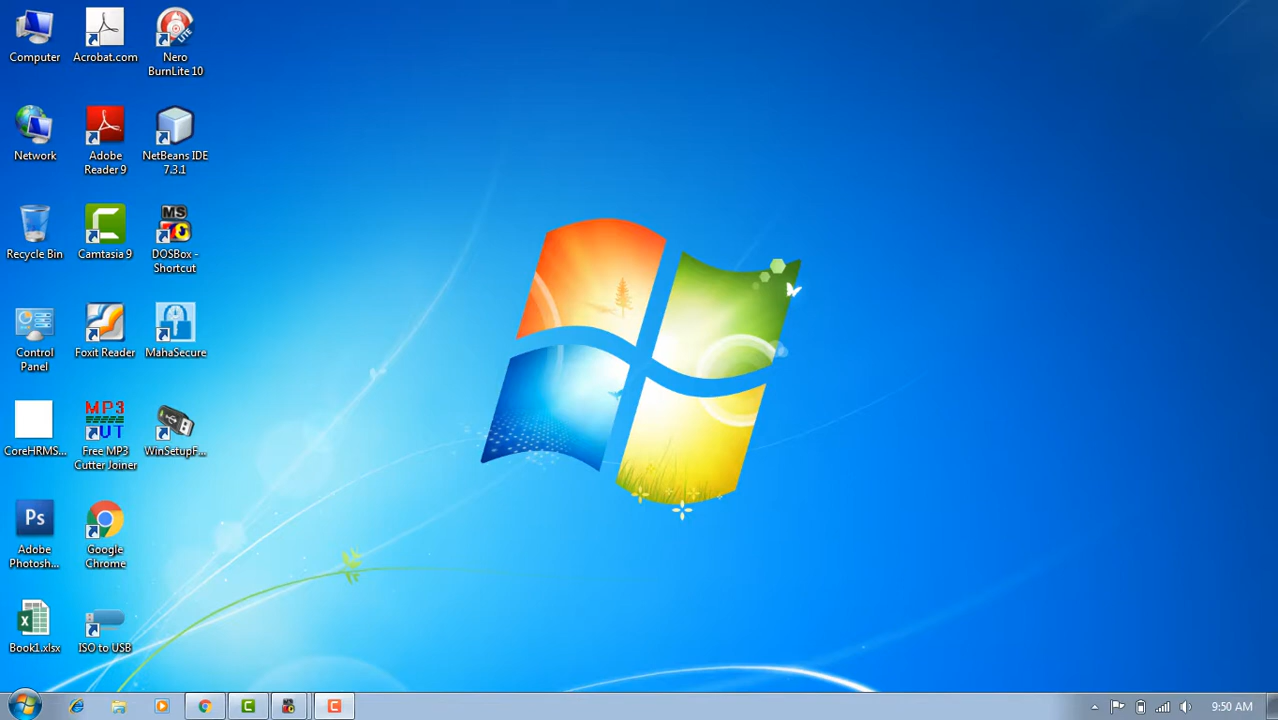 Computer
Acrobat.com
Nero
BurnLite 10
LITE
Network
Adobe
Reader 9
NetBeans IDE
7.3.1
Recycle Bin
Camtasia 9
MS
DOSBox -
Shortcut
Control
Panel
Foxit Reader
MahaSecure
CoreHRMS...
MP3
UT
Free MP3
Cutter Joiner
WinSetupF...
Ps
Adobe
Photosh...
Google
Chrome
X
Book1.xlsx
ISO to USB
9:50 AM